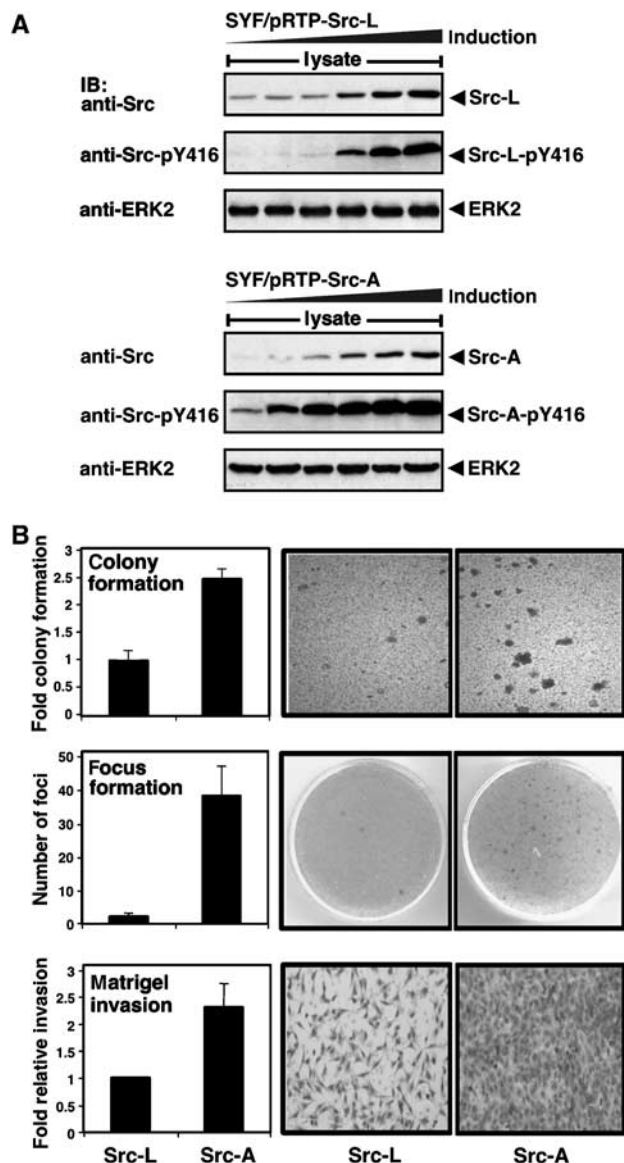 A
SYF/pRTP-Src-L
Induction
lysate
IB:
anti-Src
Src-L
anti-Src-pY416
Src-L-pY416
anti-ERK2
ERK2
SYF/pRTP-Src-A
Induction
lysate
anti-Src
Src-A
anti-Src-pY416
Src-A-pY416
anti-ERK2
ERK2
B
Fold colony formation
3
2.5
2
1.5
1
0.5
0
Colony
formation
Number of foci
50
40
30
20
10
0
Focus
formation
Fold relative invasion
3
2.5
2
1.5
1
0.5
0
Matrigel
invasion
Src-L Src-A Src-L Src-A